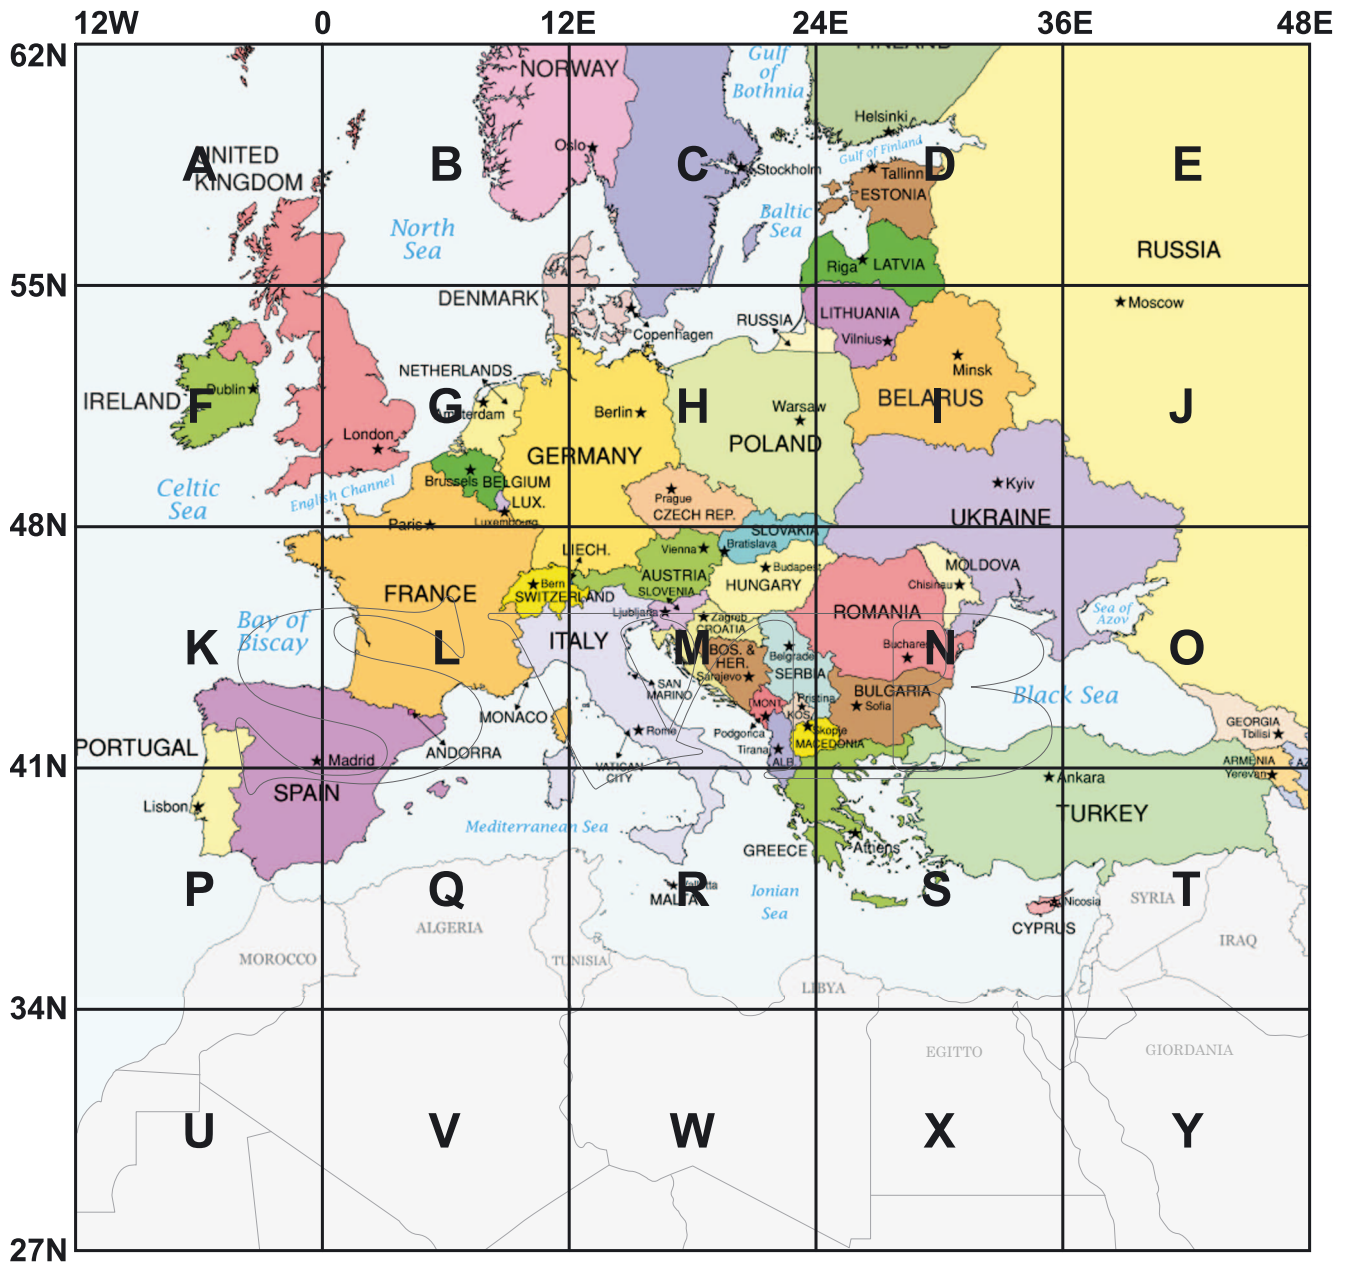 12W 0 12E 24E 36E 48E
62N
NORWAY
Gulf
of
Bothnia
FINLAND
Helsinki
Oslo
Gulf of Finland
A B C D E
UNITED
KINGDOM
Stockholm
Tallinn
ESTONIA
North
Sea
Baltic
Sea
RUSSIA
Riga LATVIA
55N
DENMARK
Moscow
LITHUANIA
RUSSIA
Copenhagen
Vilnius
Minsk
NETHERLANDS
IRELAND
Dublin
F G H I J
Amsterdam
Berlin
Warsaw
BELARUS
London
POLAND
GERMANY
Celtic
Sea
English Channel
Brussels BELGIUM
LUX.
Luxembourg
Prague
CZECH REP.
Kyiv
UKRAINE
Paris
48N
SLOVAKIA
Bratislava
Vienna
LIECH.
Bern
SWITZERLAND
AUSTRIA
SLOVENIA
Budapest
HUNGARY
MOLDOVA
Chisinau
FRANCE
Ljubljana
Zagreb
CROATIA
ROMANIA
Sea of
Azov
Bay of
Biscay
ITALY
K L M N O
BOS. &
HER.
Sarajevo
Belgrade
SERBIA
Bucharest
SAN
MARINO
MONT.
Pristina
KOS.
BULGARIA
Sofia
Black Sea
MONACO
Rome
Podgorica
Skopje
MACEDONIA
Tirana
ALB.
GEORGIA
Tbilisi
PORTUGAL
ANDORRA
Madrid
VATICAN
CITY
ARMENIA
Yerevan
AZ
41N
Ankara
SPAIN
Lisbon
TURKEY
Mediterranean Sea
GREECE
Athens
P Q R S T
Valletta
MALTA
Ionian
Sea
Nicosia
CYPRUS
SYRIA
ALGERIA
MOROCCO
TUNISIA
IRAQ
LIBYA
34N
EGITTO
GIORDANIA
U V W X Y
27N